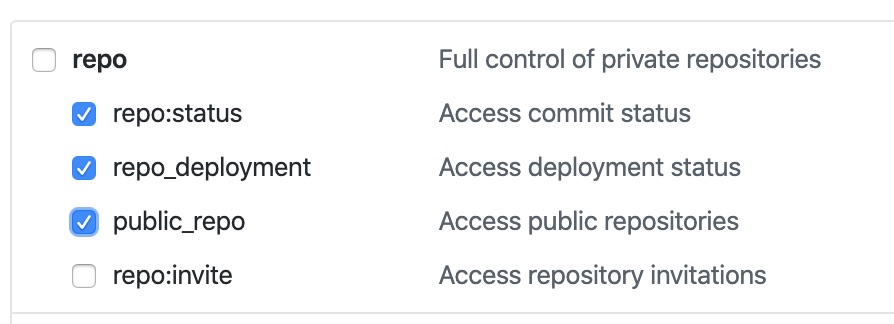 repo Full control of private repositories
repo:status Access commit status
repo_deployment Access deployment status
public_repo Access public repositories
repo:invite Access repository invitations